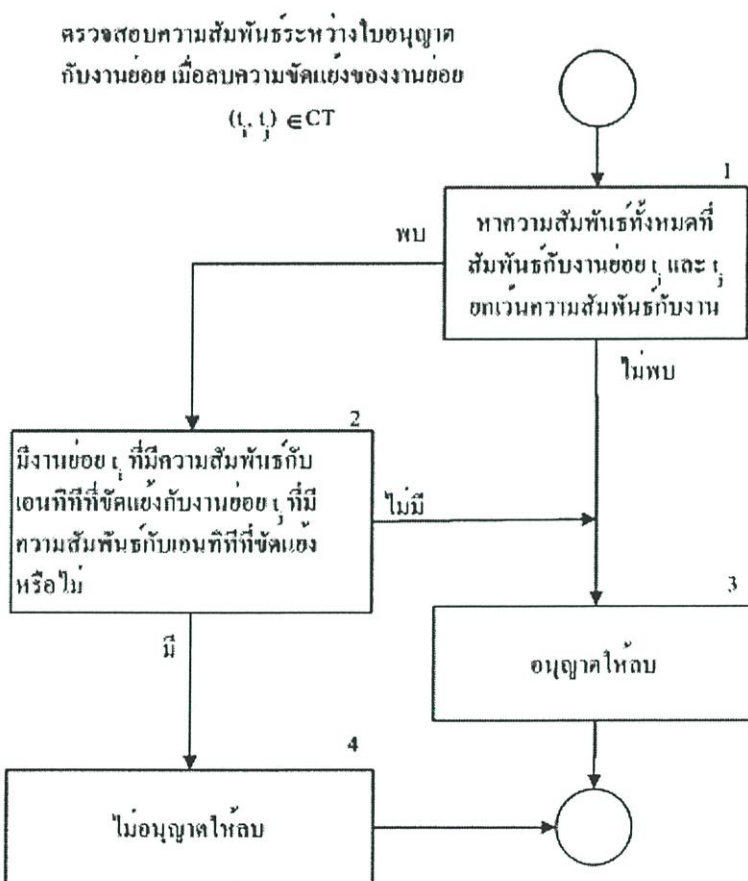 ตรวจสอบความสัมพันธ์ระหว่างใบอนุญาต
กับงานย่อย เมื่อลบความขัดแย้งของงานย่อย
(t_i, t_j) ∈ CT
1
หาความสัมพันธ์ทั้งหมดที่
สัมพันธ์กับงานย่อย t_i และ t_j
ยกเว้นความสัมพันธ์กับงาน
พบ
ไม่พบ
2
มีงานย่อย t_i ที่มีความสัมพันธ์กับ
เอนทิทีที่ขัดแย้งกับงานย่อย t_j ที่มี
ความสัมพันธ์กับเอนทิทีที่ขัดแย้ง
หรือไม่
ไม่มี
มี
3
อนุญาตให้ลบ
4
ไม่อนุญาตให้ลบ